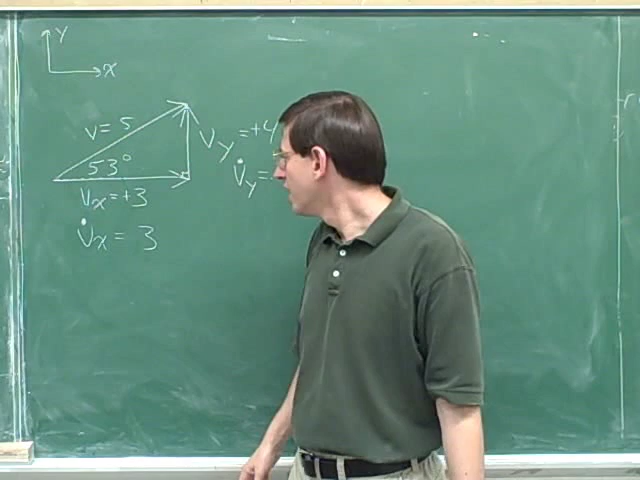 Y
X
v = 5
53°
Vy = +4
Vx = +3
V̇y =
V̇x = 3